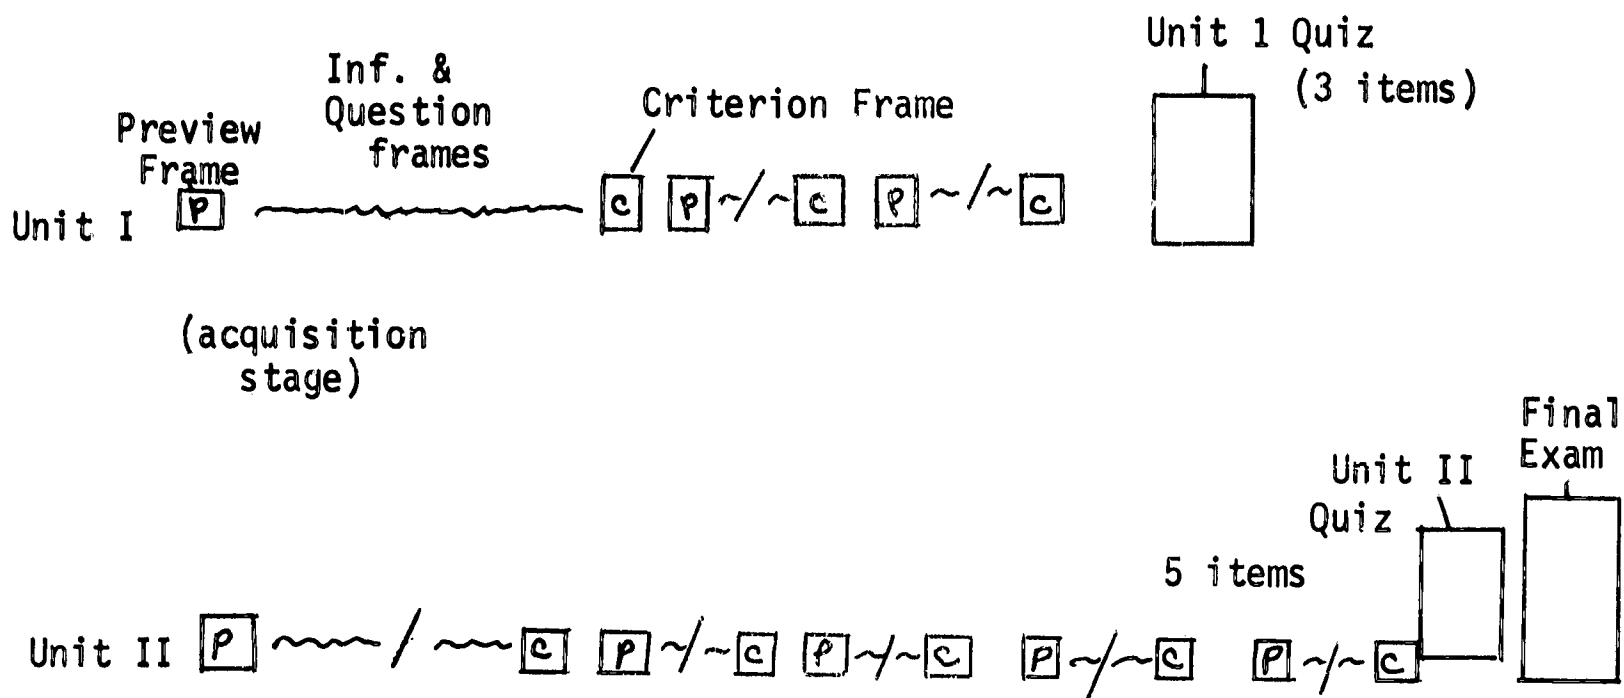 Unit 1 Quiz
(3 items)
Inf. &
Question
frames
Criterion Frame
Preview
Frame
Unit I
P
C
P
C
P
C
(acquisition
stage)
Final
Exam
Unit II
Quiz
5 items
Unit II
P
C
P
C
P
C
P
C
P
C